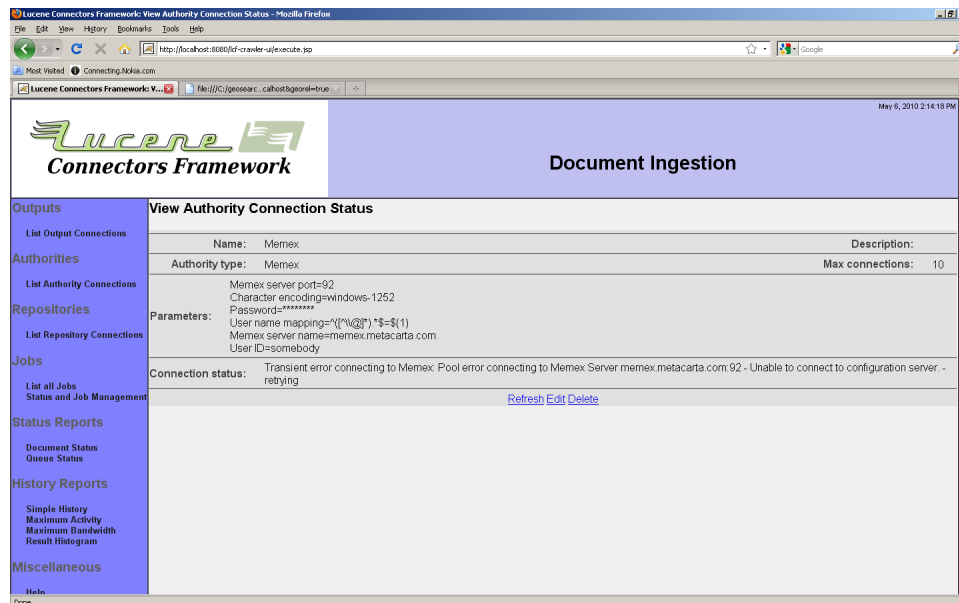 Lucene Connectors Framework: View Authority Connection Status - Mozilla Firefox
File Edit View History Bookmarks Tools Help
http://localhost:8080/lcf-crawler-ui/execute.jsp
Google
Most Visited Connecting.Nokia.com
Lucene Connectors Framework: V... file:///C:/geosearc...calhost&georel=true
May 6, 2010 2:14:18 PM
Lucene
Connectors Framework
Document Ingestion
Outputs
List Output Connections
Authorities
List Authority Connections
Repositories
List Repository Connections
Jobs
List all Jobs
Status and Job Management
Status Reports
Document Status
Queue Status
History Reports
Simple History
Maximum Activity
Maximum Bandwidth
Result Histogram
Miscellaneous
Help
View Authority Connection Status
Name: Memex Description:
Authority type: Memex Max connections: 10
Parameters:
Memex server port=92
Character encoding=windows-1252
Password=********
User name mapping=^([^\\@]*).*$=$(1)
Memex server name=memex.metacarta.com
User ID=somebody
Connection status: Transient error connecting to Memex: Pool error connecting to Memex Server memex.metacarta.com:92 - Unable to connect to configuration server. -
retrying
Refresh Edit Delete
Done